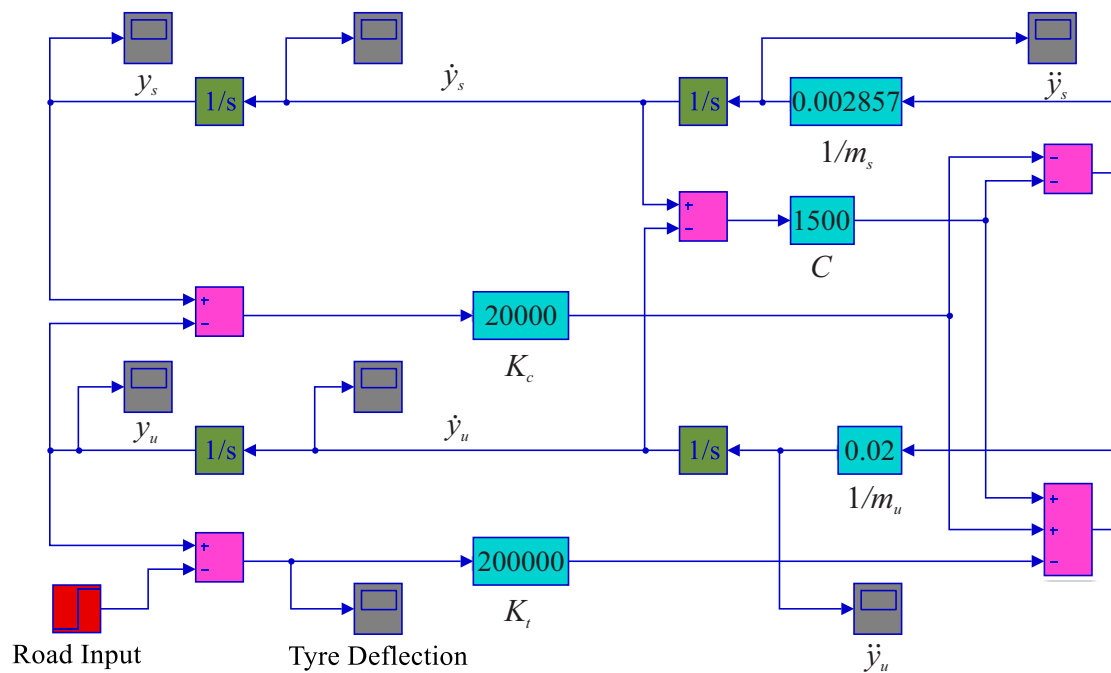 y_s
ẏ_s
ÿ_s
1/s
1/s
0.002857
1/m_s
−
−
+
−
1500
C
+
−
20000
K_c
y_u
ẏ_u
1/s
1/s
0.02
1/m_u
+
+
−
+
−
200000
K_t
Road Input
Tyre Deflection
ÿ_u